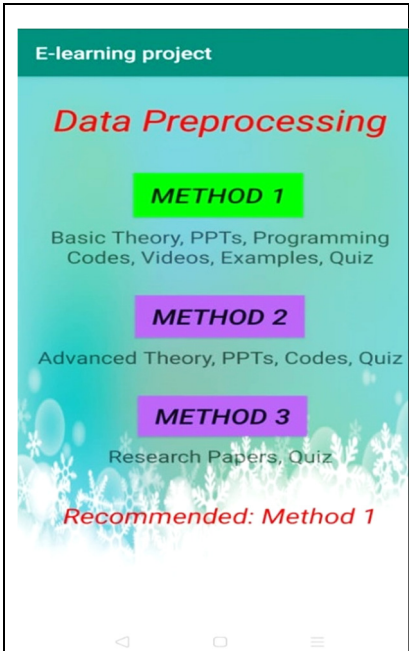 E-learning project
Data Preprocessing
METHOD 1
Basic Theory, PPTs, Programming
Codes, Videos, Examples, Quiz
METHOD 2
Advanced Theory, PPTs, Codes, Quiz
METHOD 3
Research Papers, Quiz
Recommended: Method 1